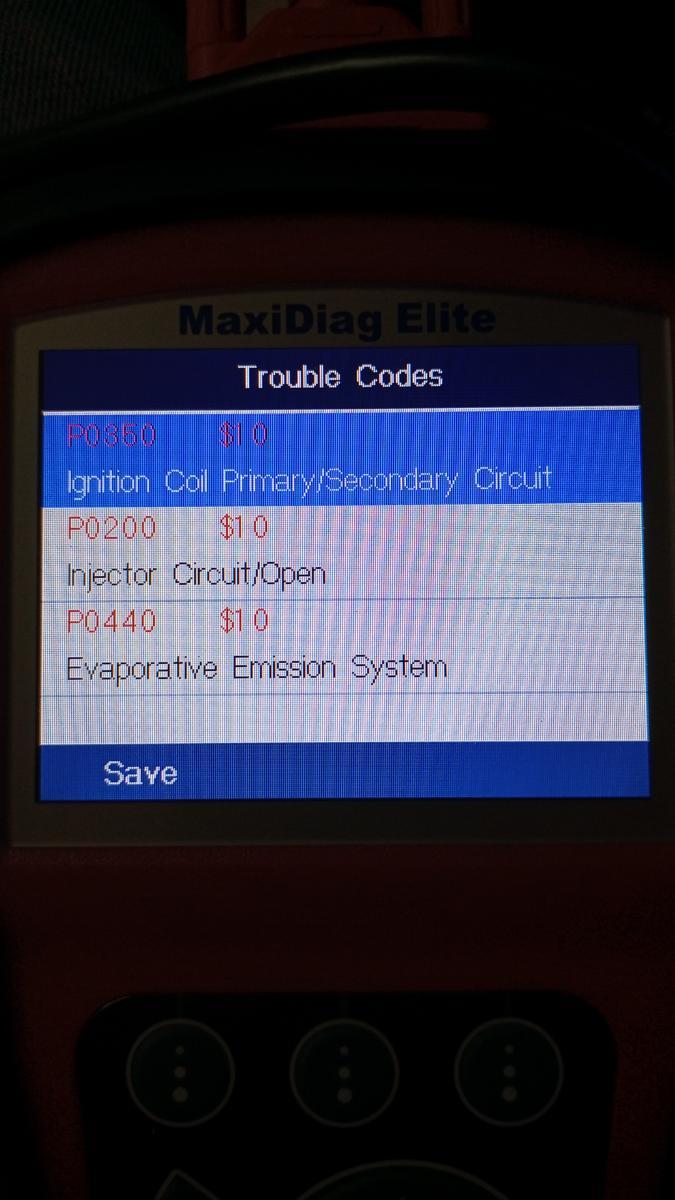 MaxiDiag Elite
Trouble Codes
P0350 $10
Ignition Coil Primary/Secondary Circuit
P0200 $10
Injector Circuit/Open
P0440 $10
Evaporative Emission System
Save